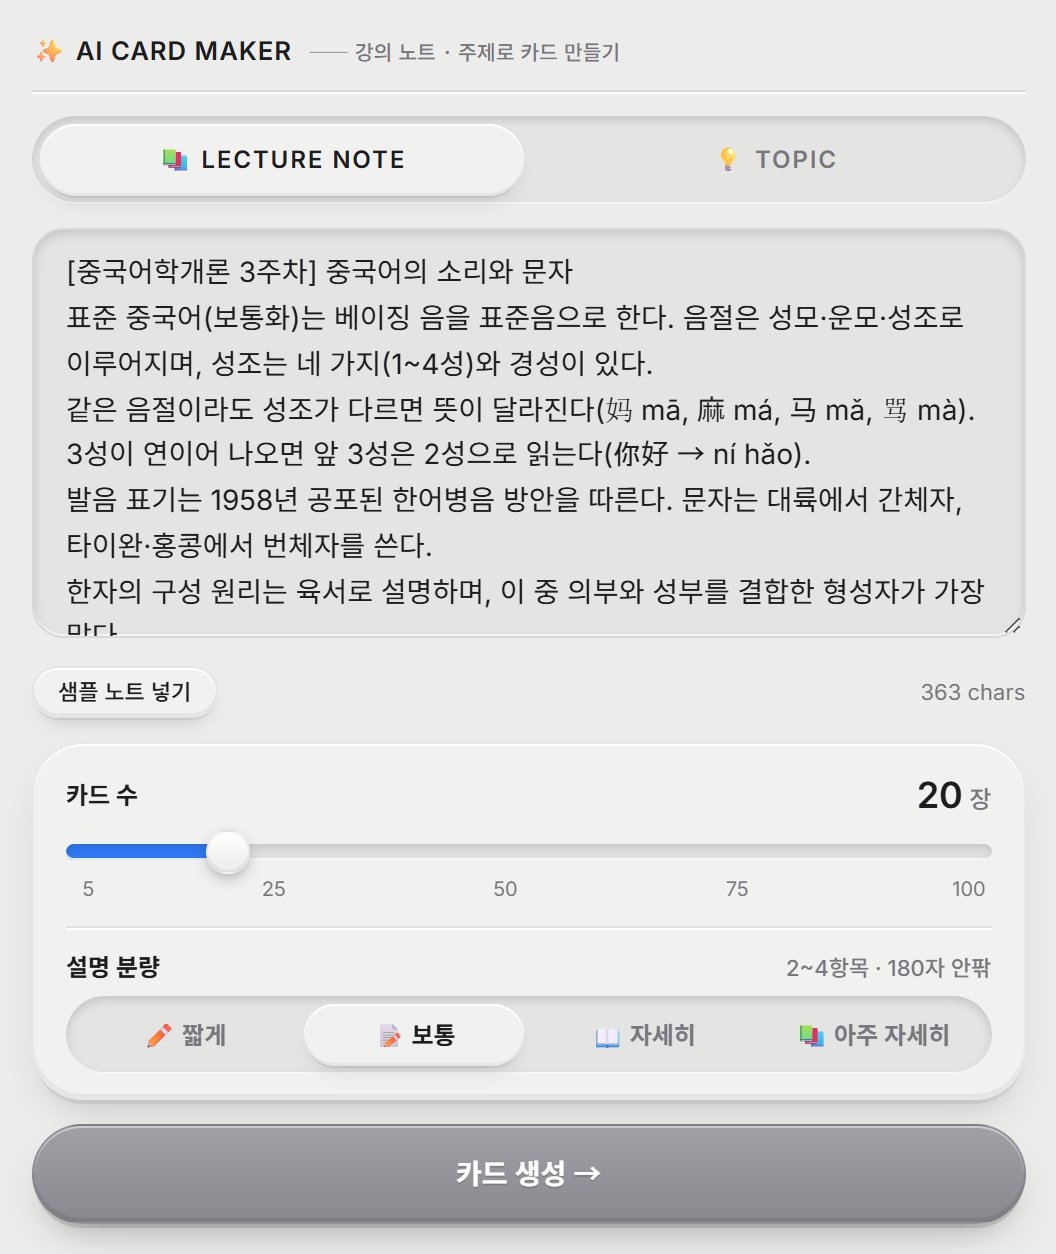 ✨ AI CARD MAKER —— 강의 노트 · 주제로 카드 만들기
📚 LECTURE NOTE
💡 TOPIC
[중국어학개론 3주차] 중국어의 소리와 문자
표준 중국어(보통화)는 베이징 음을 표준음으로 한다. 음절은 성모·운모·성조로
이루어지며, 성조는 네 가지(1~4성)와 경성이 있다.
같은 음절이라도 성조가 다르면 뜻이 달라진다(妈 mā, 麻 má, 马 mǎ, 骂 mà).
3성이 연이어 나오면 앞 3성은 2성으로 읽는다(你好 → ní hǎo).
발음 표기는 1958년 공포된 한어병음 방안을 따른다. 문자는 대륙에서 간체자,
타이완·홍콩에서 번체자를 쓴다.
한자의 구성 원리는 육서로 설명하며, 이 중 의부와 성부를 결합한 형성자가 가장
샘플 노트 넣기
363 chars
카드 수
20 장
5 25 50 75 100
설명 분량
2~4항목 · 180자 안팎
✏️ 짧게
📝 보통
📖 자세히
📚 아주 자세히
카드 생성 →